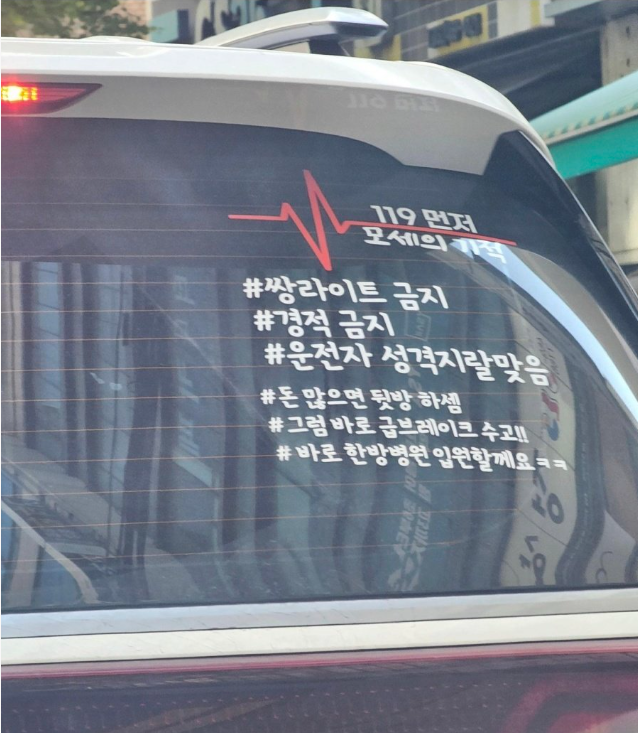 119 먼저
모세의 기적
#쌍라이트 금지
#경적 금지
#운전자 성격지랄맞음
#돈 많으면 뒷방 하셈
#그럼 바로 급브레이크 수고!!
# 바로 한방병원 입원할께요ㅋㅋ